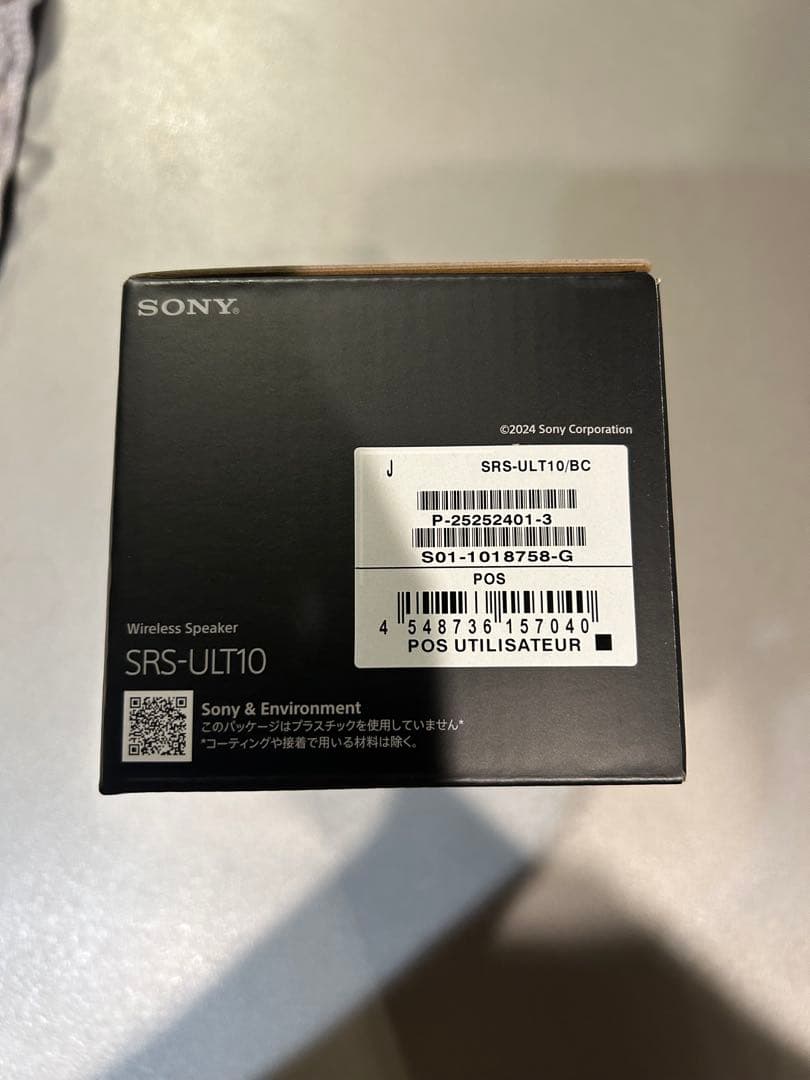 SONY®
©2024 Sony Corporation
J SRS-ULT10/BC
P-25252401-3
S01-1018758-G
POS
4 548736 157040
POS UTILISATEUR ■
Wireless Speaker
SRS-ULT10
Sony & Environment
このパッケージはプラスチックを使用していません*
*コーティングや接着で用いる材料は除く。